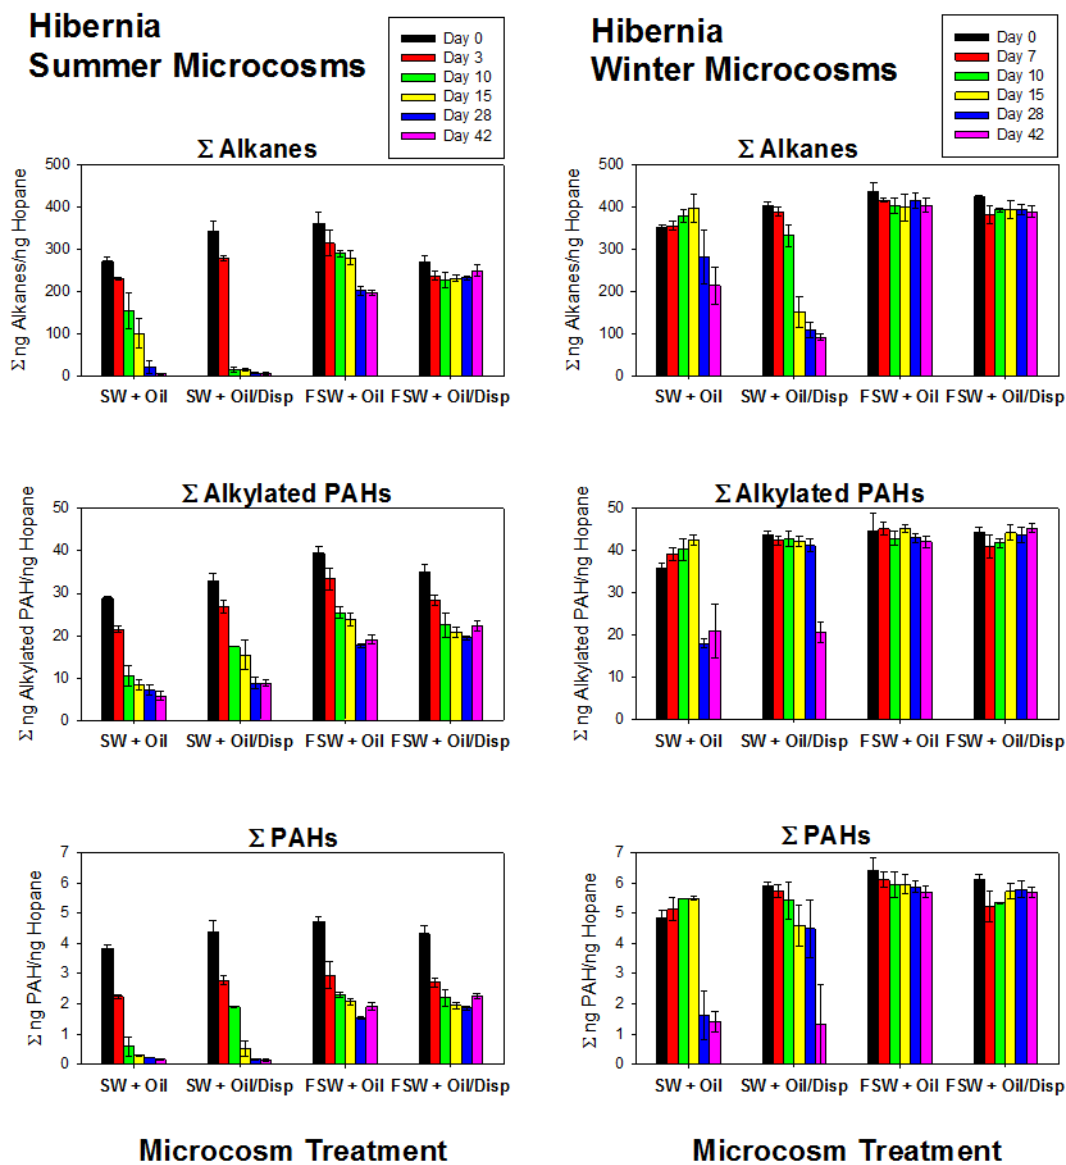 Hibernia
Summer Microcosms
Day 0
Day 3
Day 10
Day 15
Day 28
Day 42
Σ Alkanes
Σ ng Alkanes/ng Hopane
500
400
300
200
100
0
SW + Oil SW + Oil/Disp FSW + Oil FSW + Oil/Disp
Σ Alkylated PAHs
Σ ng Alkylated PAH/ng Hopane
50
40
30
20
10
0
SW + Oil SW + Oil/Disp FSW + Oil FSW + Oil/Disp
Σ PAHs
Σ ng PAH/ng Hopane
7
6
5
4
3
2
1
0
SW + Oil SW + Oil/Disp FSW + Oil FSW + Oil/Disp
Microcosm Treatment
Hibernia
Winter Microcosms
Day 0
Day 7
Day 10
Day 15
Day 28
Day 42
Σ Alkanes
Σ ng Alkanes/ng Hopane
500
400
300
200
100
0
SW + Oil SW + Oil/Disp FSW + Oil FSW + Oil/Disp
Σ Alkylated PAHs
Σ ng Alkylated PAH/ng Hopane
50
40
30
20
10
0
SW + Oil SW + Oil/Disp FSW + Oil FSW + Oil/Disp
Σ PAHs
Σ ng PAH/ng Hopane
7
6
5
4
3
2
1
0
SW + Oil SW + Oil/Disp FSW + Oil FSW + Oil/Disp
Microcosm Treatment